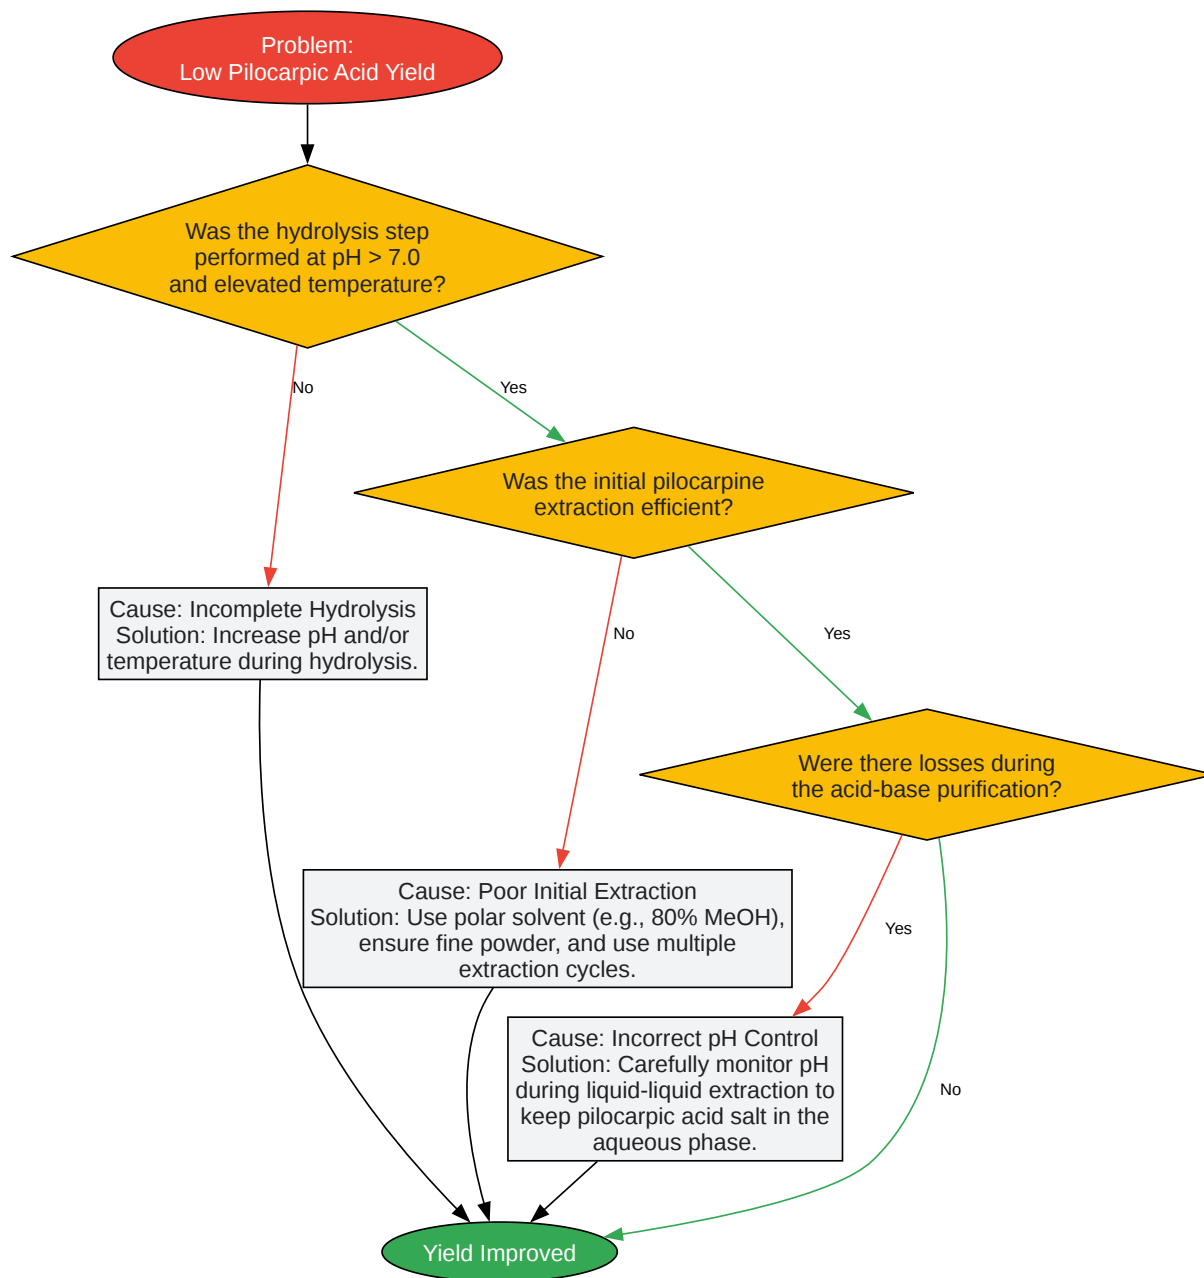 Problem:
Low Pilocarpic Acid Yield
Was the hydrolysis step
performed at pH > 7.0
and elevated temperature?
No
Yes
Was the initial pilocarpine
extraction efficient?
Cause: Incomplete Hydrolysis
Solution: Increase pH and/or
temperature during hydrolysis.
No
Yes
Were there losses during
the acid-base purification?
Cause: Poor Initial Extraction
Solution: Use polar solvent (e.g., 80% MeOH),
ensure fine powder, and use multiple
extraction cycles.
Yes
Cause: Incorrect pH Control
Solution: Carefully monitor pH
during liquid-liquid extraction to
keep pilocarpic acid salt in the
aqueous phase.
No
Yield Improved